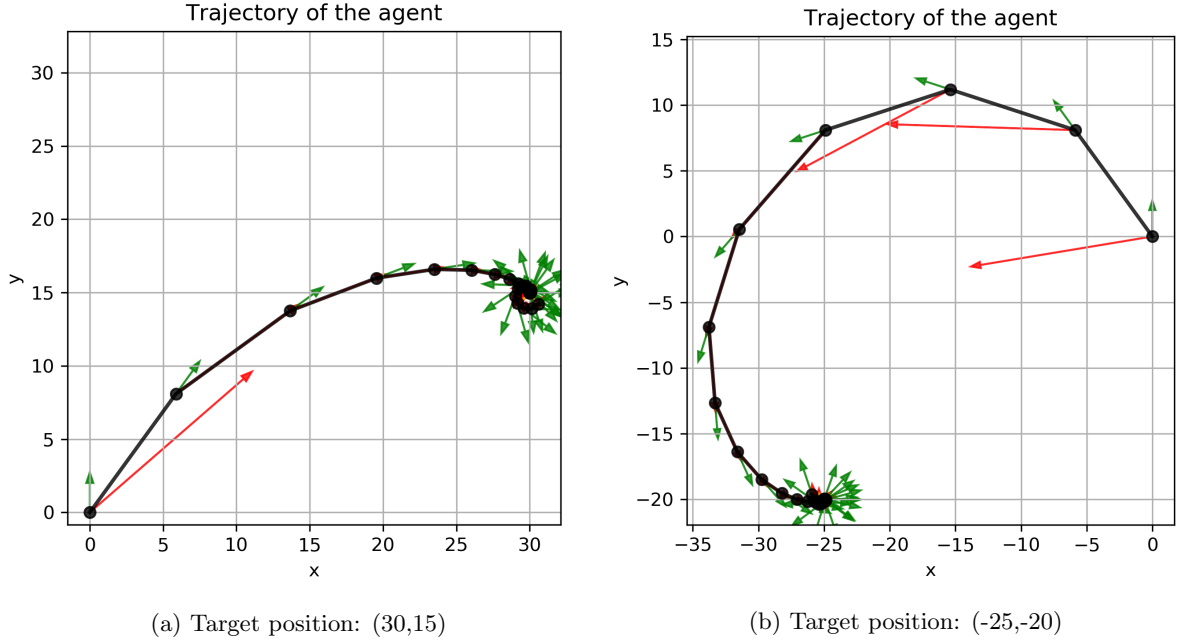 Trajectory of the agent
30
25
20
15
10
5
0
y
0 5 10 15 20 25 30
x
(a) Target position: (30,15)
Trajectory of the agent
15
10
5
0
−5
−10
−15
−20
y
−35 −30 −25 −20 −15 −10 −5 0
x
(b) Target position: (-25,-20)